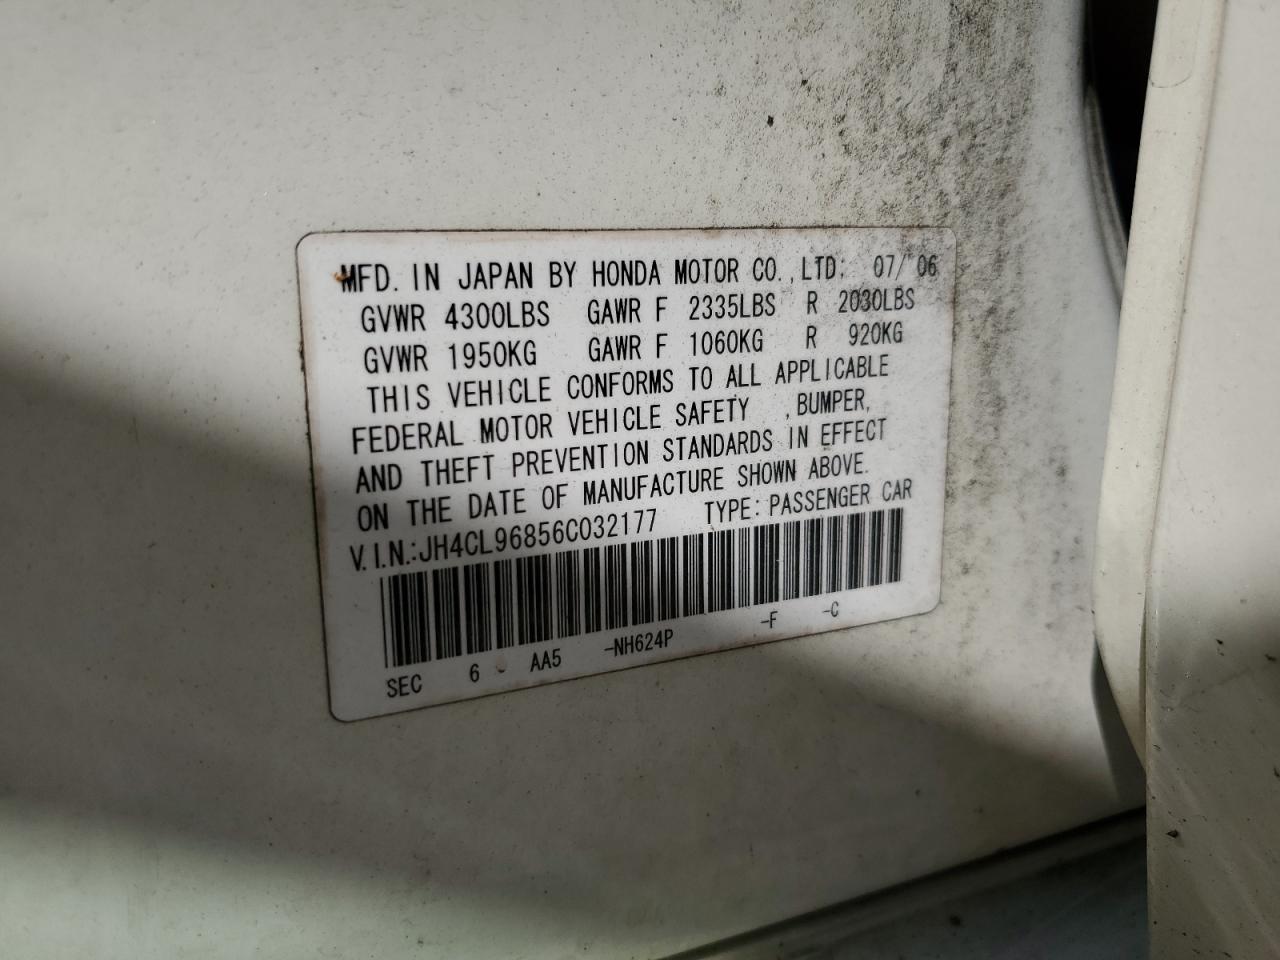 MFD. IN JAPAN BY HONDA MOTOR CO., LTD: 07/'06
GVWR 4300LBS GAWR F 2335LBS R 2030LBS
GVWR 1950KG GAWR F 1060KG R 920KG
THIS VEHICLE CONFORMS TO ALL APPLICABLE
FEDERAL MOTOR VEHICLE SAFETY , BUMPER,
AND THEFT PREVENTION STANDARDS IN EFFECT
ON THE DATE OF MANUFACTURE SHOWN ABOVE.
V.I.N.:JH4CL96856C032177 TYPE: PASSENGER CAR
SEC 6 - AA5 -NH624P -F -C